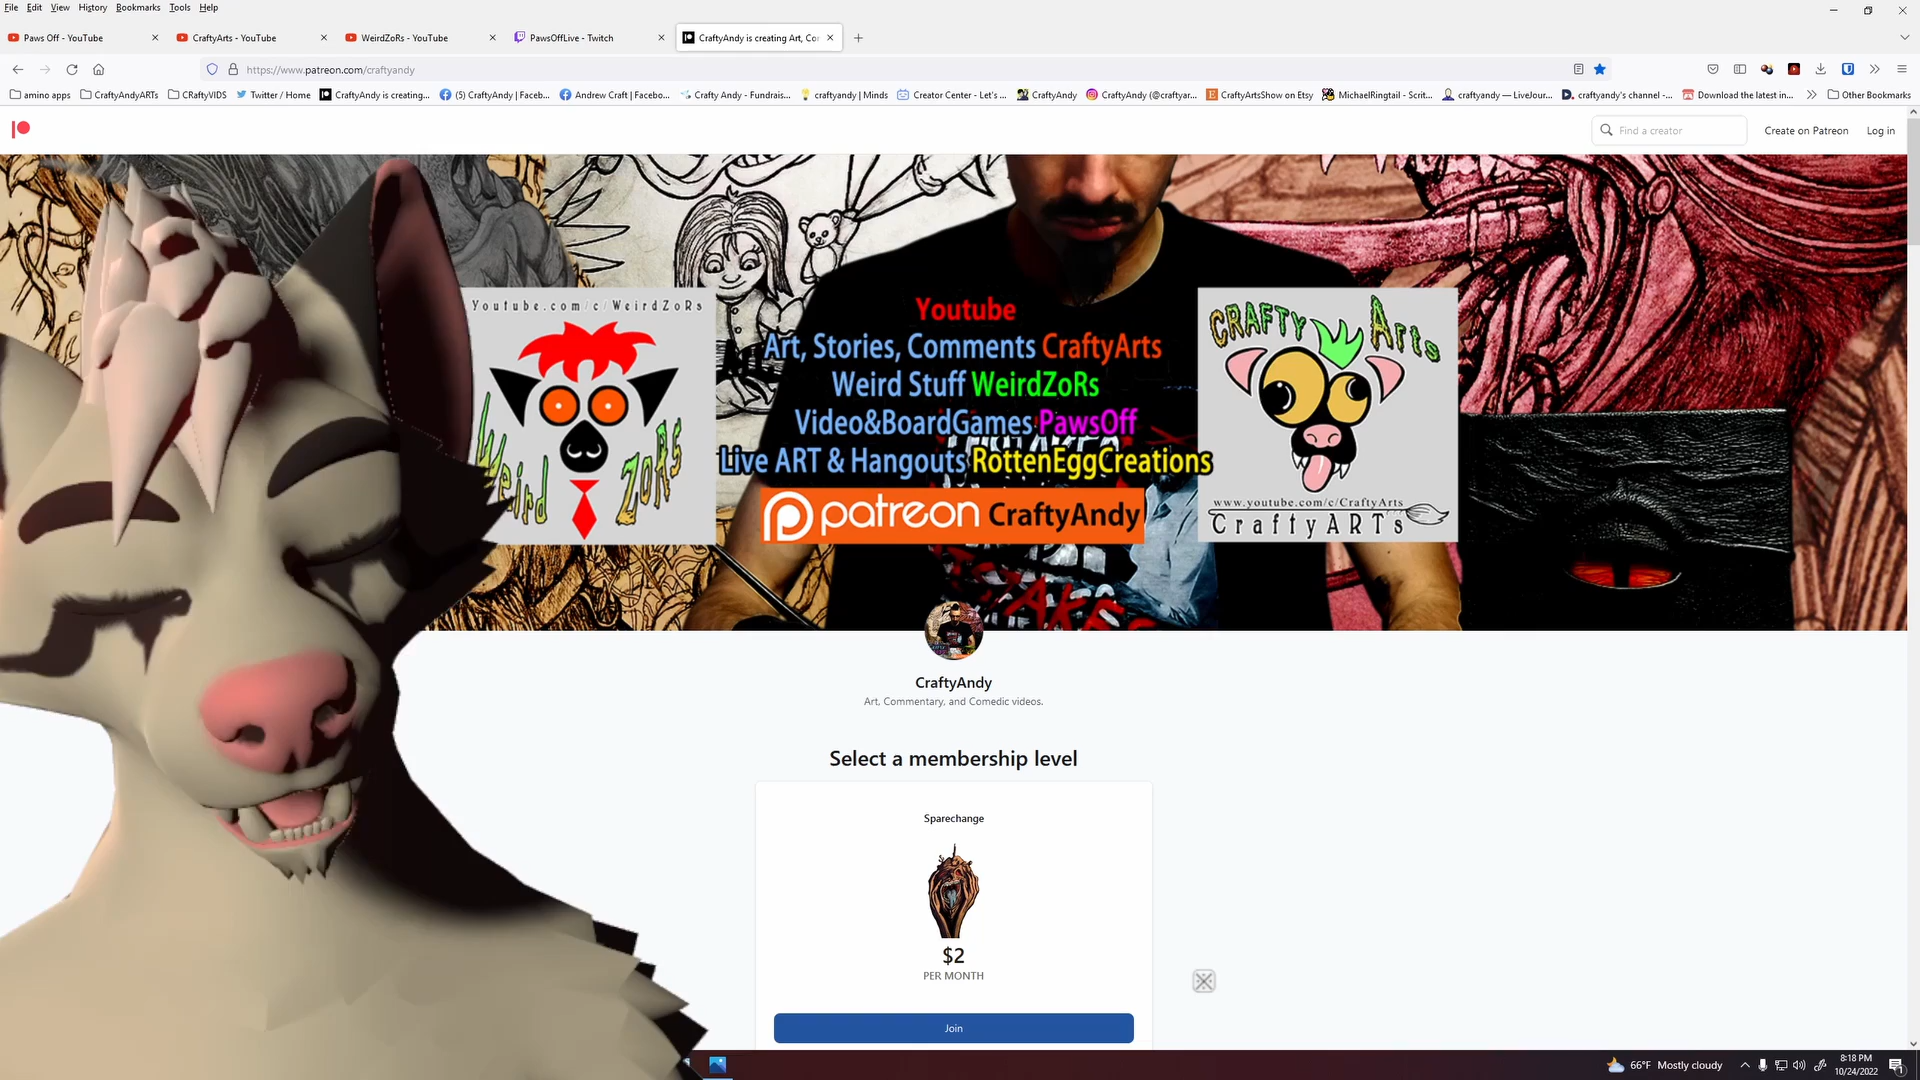 File Edit View History Bookmarks Tools Help
Paws Off - YouTube
CraftyArts - YouTube
WeirdZoRs - YouTube
PawsOffLive - Twitch
CraftyAndy is creating Art, Co
https://www.patreon.com/craftyandy
amino apps
CraftyAndyARTs
CRaftyVIDS
Twitter / Home
CraftyAndy is creating...
(5) CraftyAndy | Faceb...
Andrew Craft | Facebo...
Crafty Andy - Fundrais...
craftyandy | Minds
Creator Center - Let's ...
CraftyAndy
CraftyAndy (@craftyar...
CraftyArtsShow on Etsy
MichaelRingtail - Scrit...
craftyandy — LiveJour...
craftyandy's channel -...
Download the latest in...
Other Bookmarks
Find a creator
Create on Patreon
Log in
Youtube.com/c/WeirdZoRs
Weird ZoRs
Youtube
Art, Stories, Comments CraftyArts
Weird Stuff WeirdZoRs
Video&BoardGames PawsOff
Live ART & Hangouts RottenEggCreations
patreon CraftyAndy
CRAFTY Arts
www.youtube.com/c/CraftyArts
CraftyARTs
CraftyAndy
Art, Commentary, and Comedic videos.
Select a membership level
Sparechange
$2
PER MONTH
Join
66°F Mostly cloudy
8:18 PM
10/24/2022
1